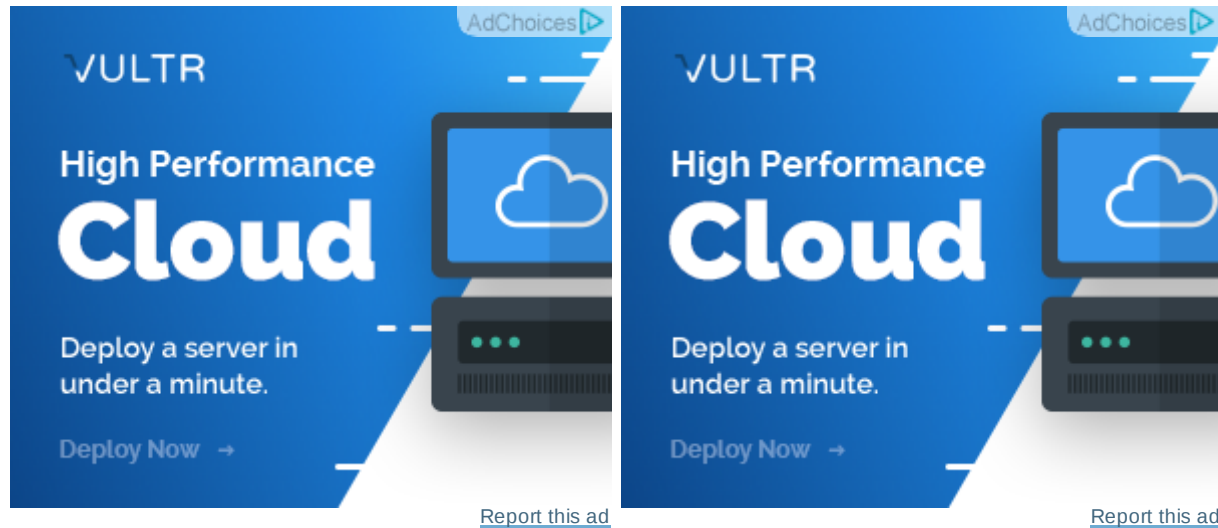 AdChoices
VULTR
High Performance
Cloud
Deploy a server in
under a minute.
Deploy Now →
Report this ad
AdChoices
VULTR
High Performance
Cloud
Deploy a server in
under a minute.
Deploy Now →
Report this ad